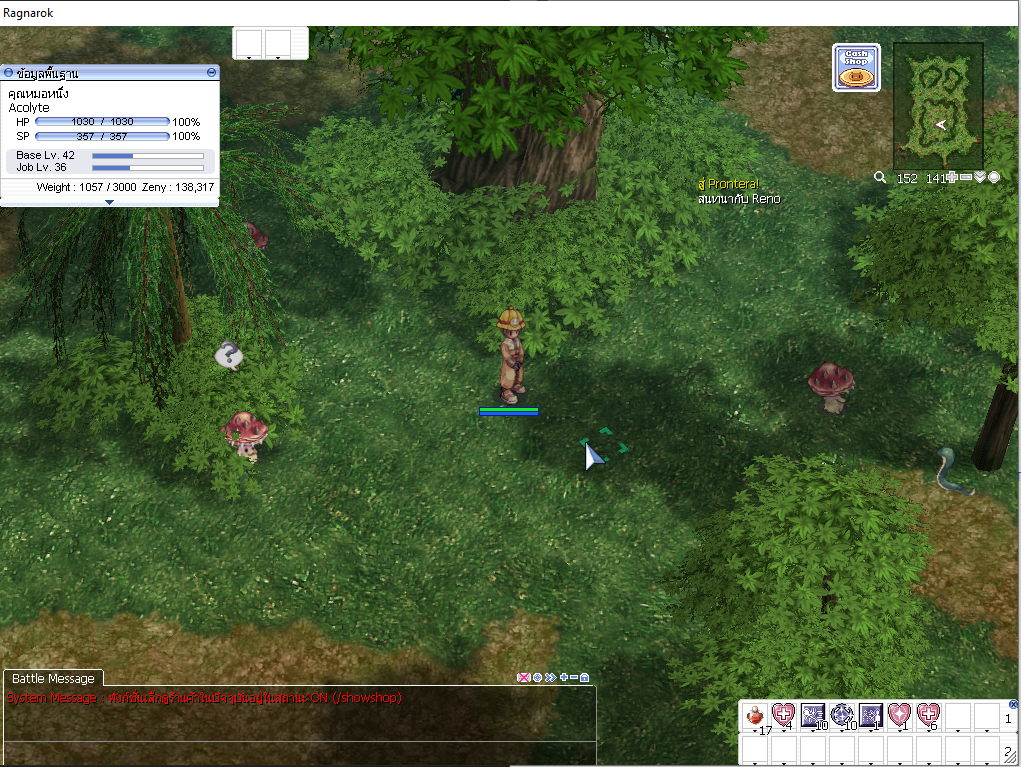 Ragnarok
ข้อมูลพื้นฐาน
คุณหมอหนึ่ง
Acolyte
HP 1030 / 1030 100%
SP 357 / 357 100%
Base Lv. 42
Job Lv. 36
Weight : 1057 / 3000 Zeny : 138,317
Cash Shop
152 141
สู่ Prontera!
สนทนากับ Reno
?
Battle Message
System Message : ON (/showshop)
17 4 10 10 1 1 6 1
2